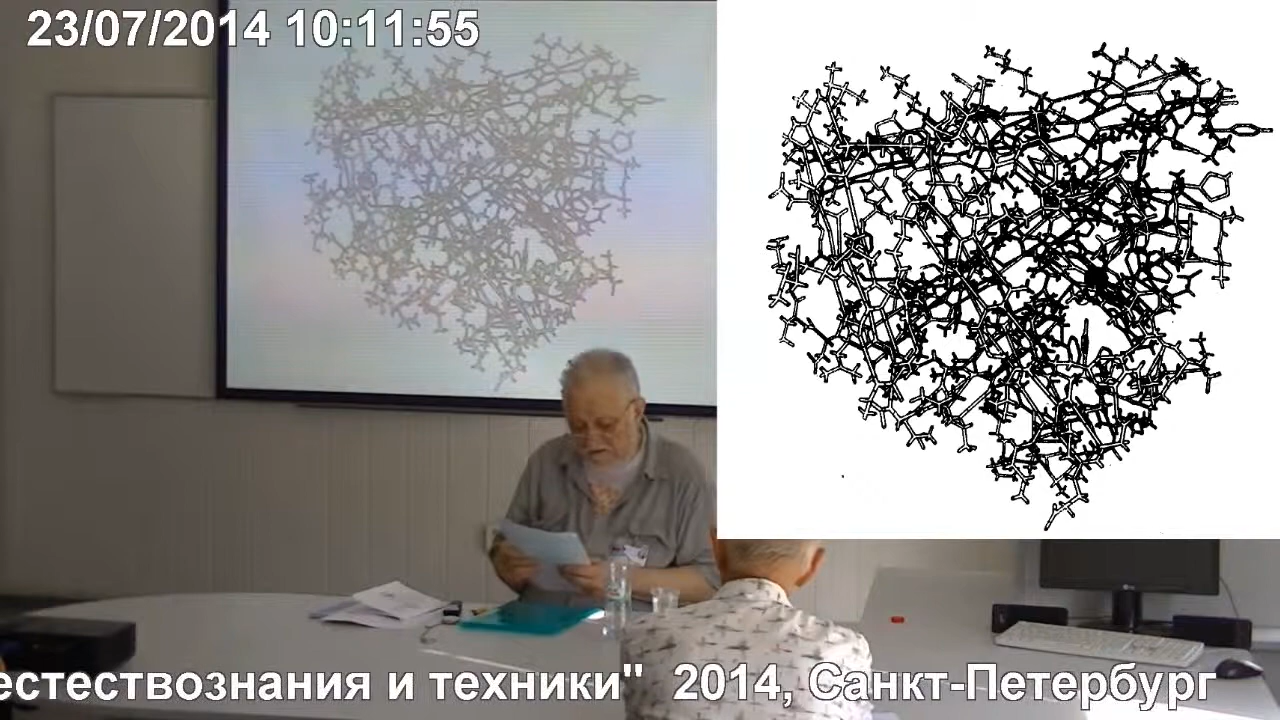 23/07/2014 10:11:55
естествознания и техники" 2014, Санкт-Петербург